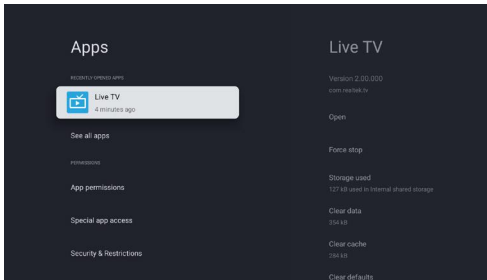 Apps
RECENTLY OPENED APPS
Live TV
4 minutes ago
See all apps
PERMISSIONS
App permissions
Special app access
Security & Restrictions
Live TV
Version 2.00.000
com.realtek.tv
Open
Force stop
Storage used
127 kB used in Internal shared storage
Clear data
254 kB
Clear cache
284 kB
Clear defaults